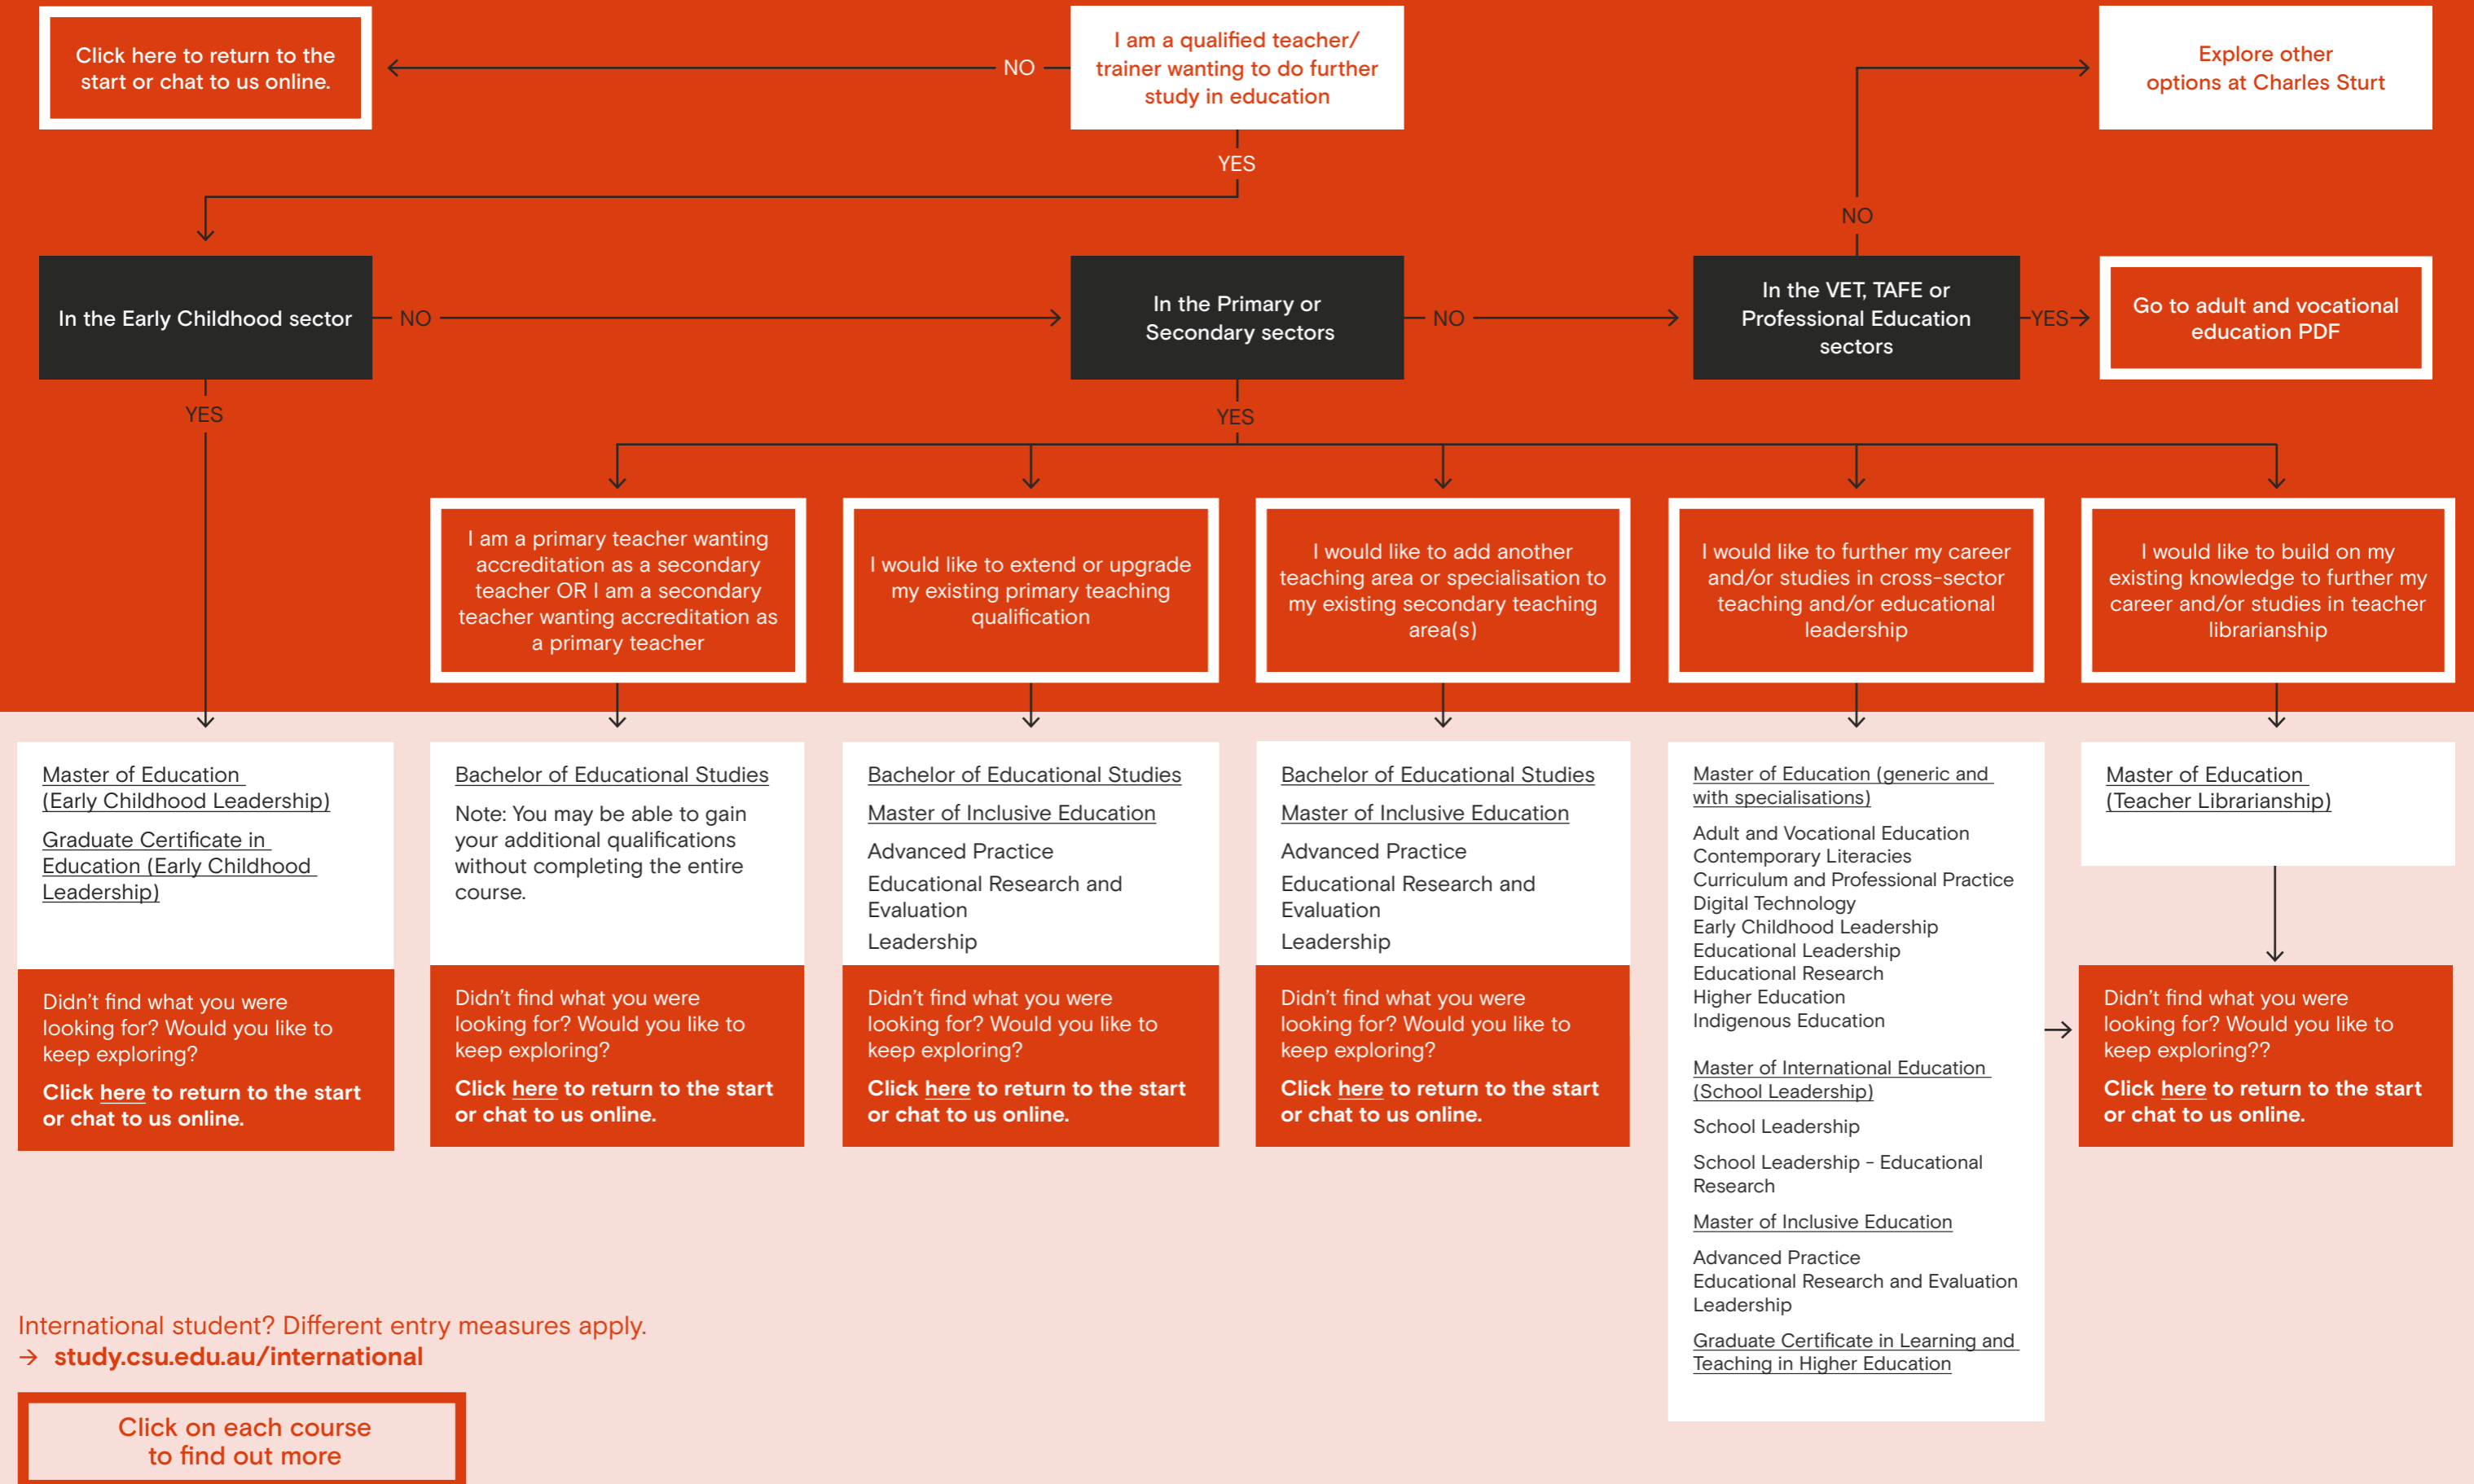 Click here to return to the
start or chat to us online.
NO
I am a qualified teacher/
trainer wanting to do further
study in education
Explore other
options at Charles Sturt
YES
NO
In the Early Childhood sector
NO
In the Primary or
Secondary sectors
NO
In the VET, TAFE or
Professional Education
sectors
YES
Go to adult and vocational
education PDF
YES
YES
I am a primary teacher wanting
accreditation as a secondary
teacher OR I am a secondary
teacher wanting accreditation as
a primary teacher
I would like to extend or upgrade
my existing primary teaching
qualification
I would like to add another
teaching area or specialisation to
my existing secondary teaching
area(s)
I would like to further my career
and/or studies in cross-sector
teaching and/or educational
leadership
I would like to build on my
existing knowledge to further my
career and/or studies in teacher
librarianship
Master of Education
(Early Childhood Leadership)
Graduate Certificate in
Education (Early Childhood
Leadership)
Didn't find what you were
looking for? Would you like to
keep exploring?
Click here to return to the start
or chat to us online.
Bachelor of Educational Studies
Note: You may be able to gain
your additional qualifications
without completing the entire
course.
Didn't find what you were
looking for? Would you like to
keep exploring?
Click here to return to the start
or chat to us online.
Bachelor of Educational Studies
Master of Inclusive Education
Advanced Practice
Educational Research and
Evaluation
Leadership
Didn't find what you were
looking for? Would you like to
keep exploring?
Click here to return to the start
or chat to us online.
Bachelor of Educational Studies
Master of Inclusive Education
Advanced Practice
Educational Research and
Evaluation
Leadership
Didn't find what you were
looking for? Would you like to
keep exploring?
Click here to return to the start
or chat to us online.
Master of Education (generic and
with specialisations)
Adult and Vocational Education
Contemporary Literacies
Curriculum and Professional Practice
Digital Technology
Early Childhood Leadership
Educational Leadership
Educational Research
Higher Education
Indigenous Education
Master of International Education
(School Leadership)
School Leadership
School Leadership - Educational
Research
Master of Inclusive Education
Advanced Practice
Educational Research and Evaluation
Leadership
Graduate Certificate in Learning and
Teaching in Higher Education
Master of Education
(Teacher Librarianship)
Didn't find what you were
looking for? Would you like to
keep exploring??
Click here to return to the start
or chat to us online.
International student? Different entry measures apply.
→ study.csu.edu.au/international
Click on each course
to find out more